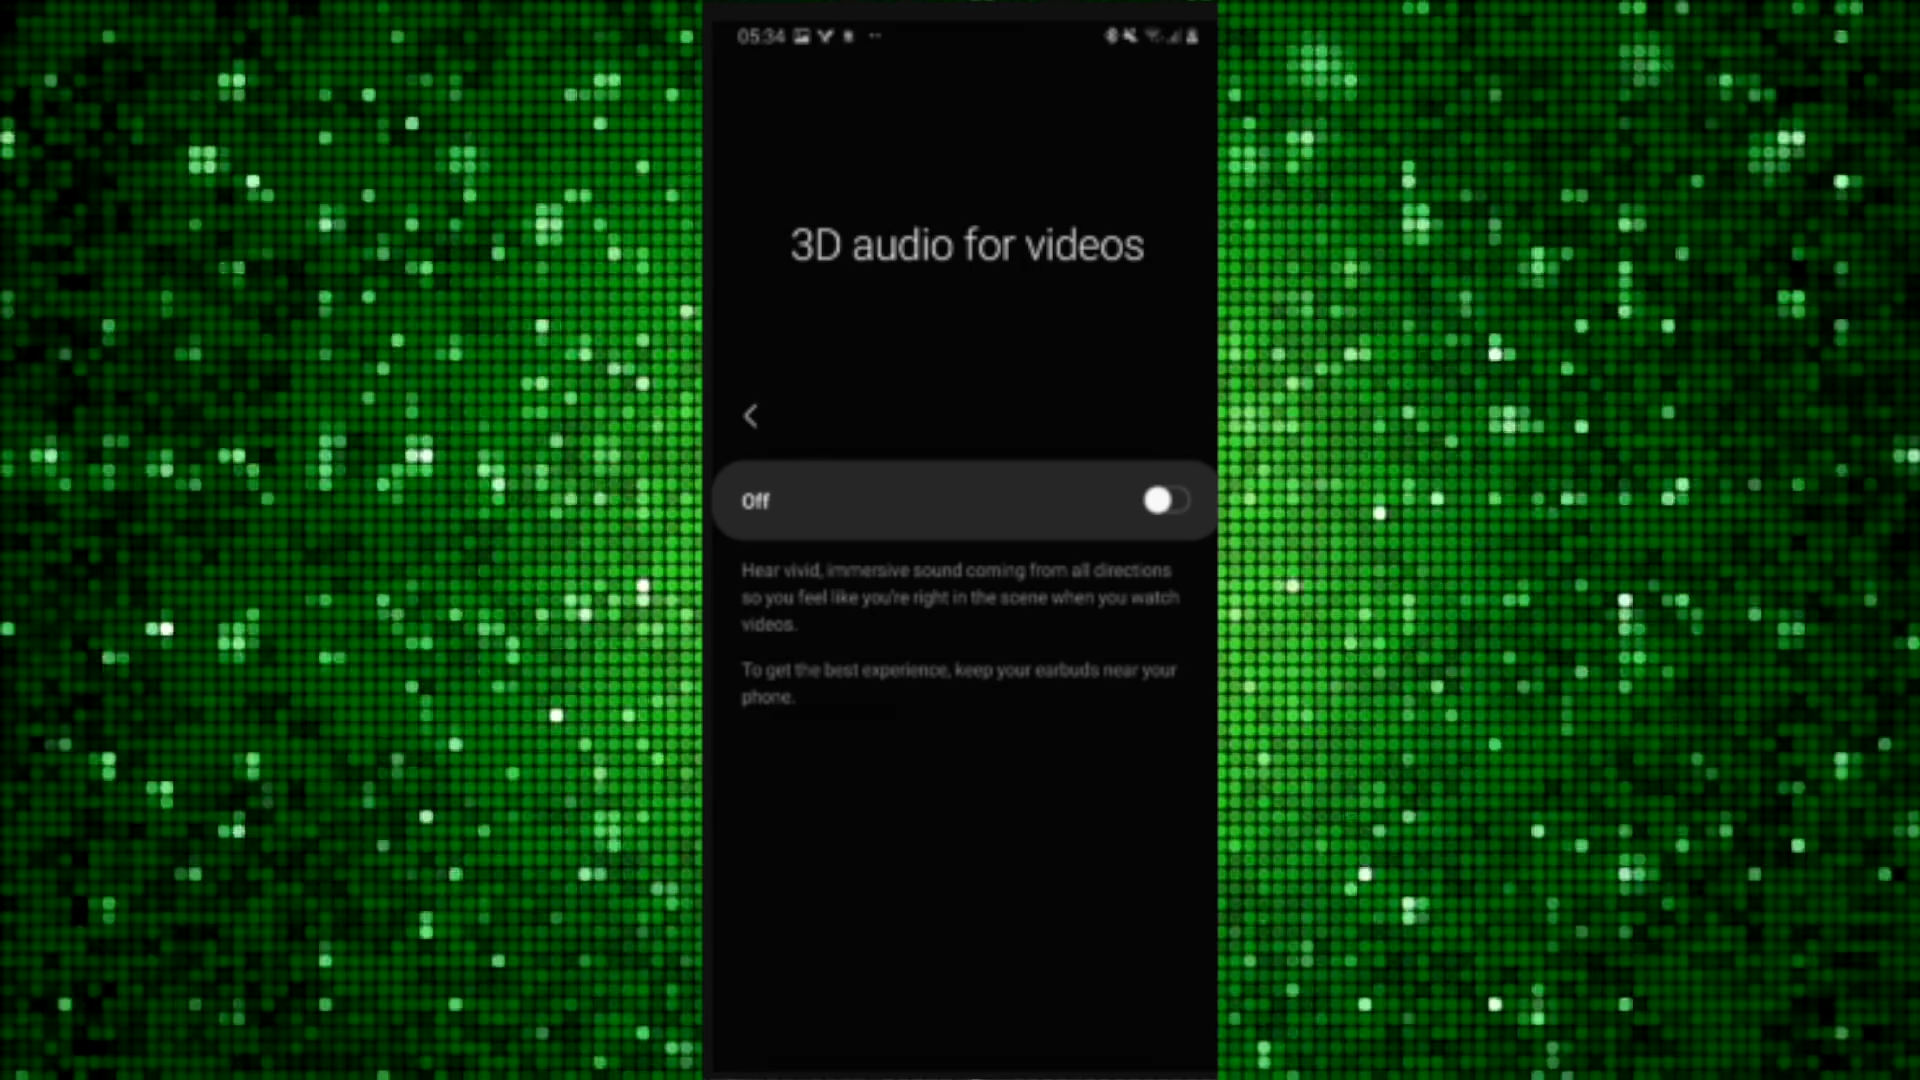 05:34
3D audio for videos
Off
Hear vivid, immersive sound coming from all directions
so you feel like you're right in the scene when you watch
videos.
To get the best experience, keep your earbuds near your
phone.